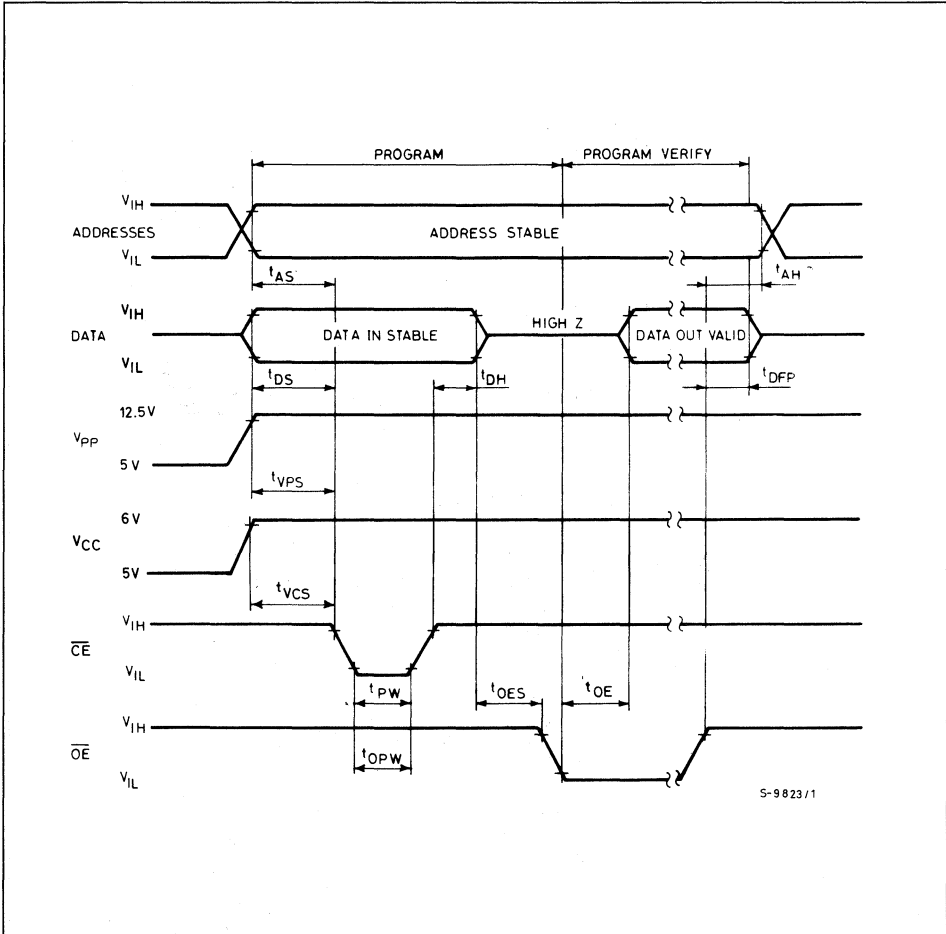 PROGRAM PROGRAM VERIFY
VIH
ADDRESSES ADDRESS STABLE
VIL
tAS tAH
VIH
DATA DATA IN STABLE HIGH Z DATA OUT VALID
VIL
tDS tDH tDFP
12.5V
VPP
5V
tVPS
6V
VCC
5V
tVCS
VIH
CE
VIL
tPW tOES tOE
VIH
OE tOPW
VIL
S-9823/1